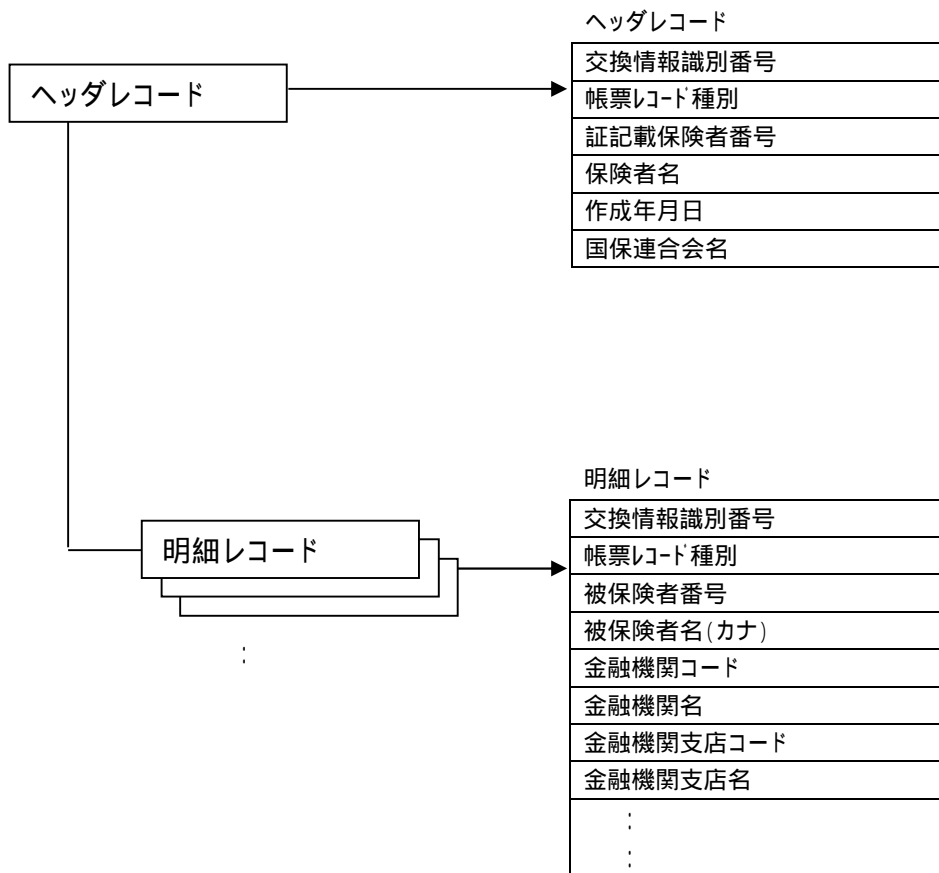 ヘッダレコード
ヘッダレコード
交換情報識別番号
帳票ﾚｺｰﾄﾞ種別
証記載保険者番号
保険者名
作成年月日
国保連合会名
明細レコード
明細レコード
:
交換情報識別番号
帳票ﾚｺｰﾄﾞ種別
被保険者番号
被保険者名(カナ)
金融機関コード
金融機関名
金融機関支店コード
金融機関支店名
:
: